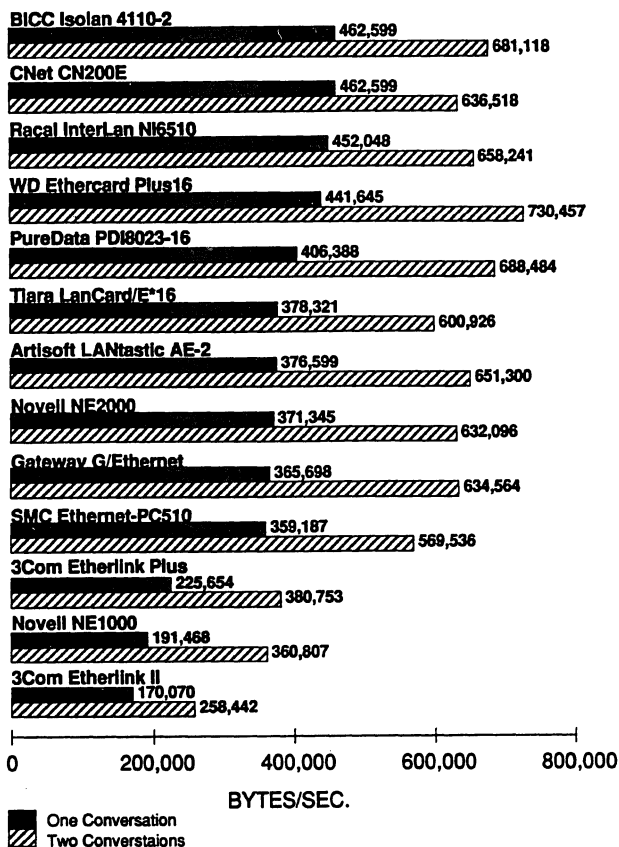 BICC Isolan 4110-2
462,599
681,118
CNet CN200E
462,599
636,518
Racal InterLan NI6510
452,048
658,241
WD Ethercard Plus16
441,645
730,457
PureData PDI8023-16
406,388
688,484
Tiara LanCard/E*16
378,321
600,926
Artisoft LANtastic AE-2
376,599
651,300
Novell NE2000
371,345
632,096
Gateway G/Ethernet
365,698
634,564
SMC Ethernet-PC510
359,187
569,536
3Com Etherlink Plus
225,654
380,753
Novell NE1000
191,468
360,807
3Com Etherlink II
170,070
258,442
0 200,000 400,000 600,000 800,000
BYTES/SEC.
One Conversation
Two Converstaions